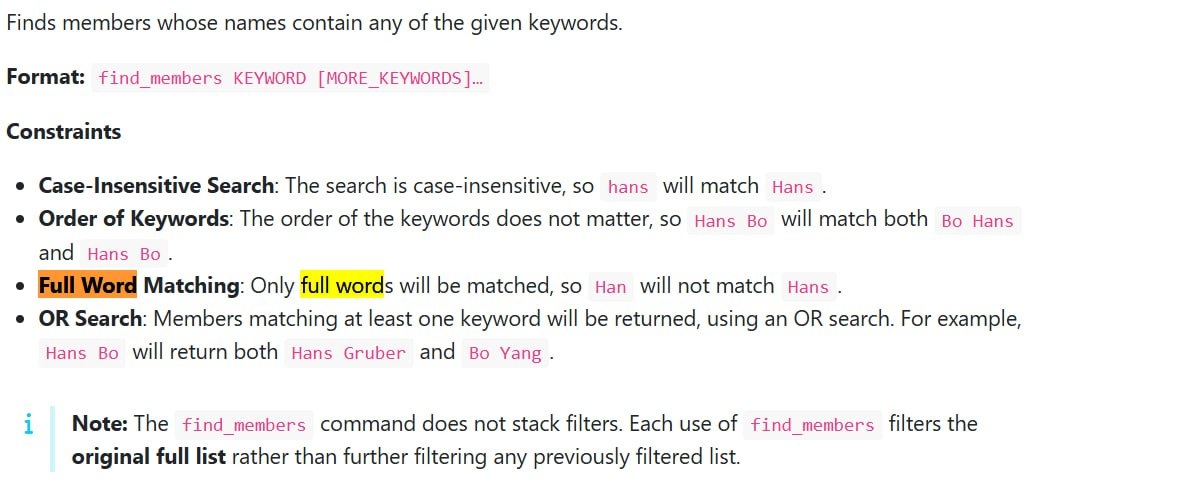 Finds members whose names contain any of the given keywords.
Format: find_members KEYWORD [MORE_KEYWORDS]…
Constraints
• Case-Insensitive Search: The search is case-insensitive, so hans will match Hans .
• Order of Keywords: The order of the keywords does not matter, so Hans Bo will match both Bo Hans
and Hans Bo .
• Full Word Matching: Only full words will be matched, so Han will not match Hans .
• OR Search: Members matching at least one keyword will be returned, using an OR search. For example,
Hans Bo will return both Hans Gruber and Bo Yang .
i Note: The find_members command does not stack filters. Each use of find_members filters the
original full list rather than further filtering any previously filtered list.